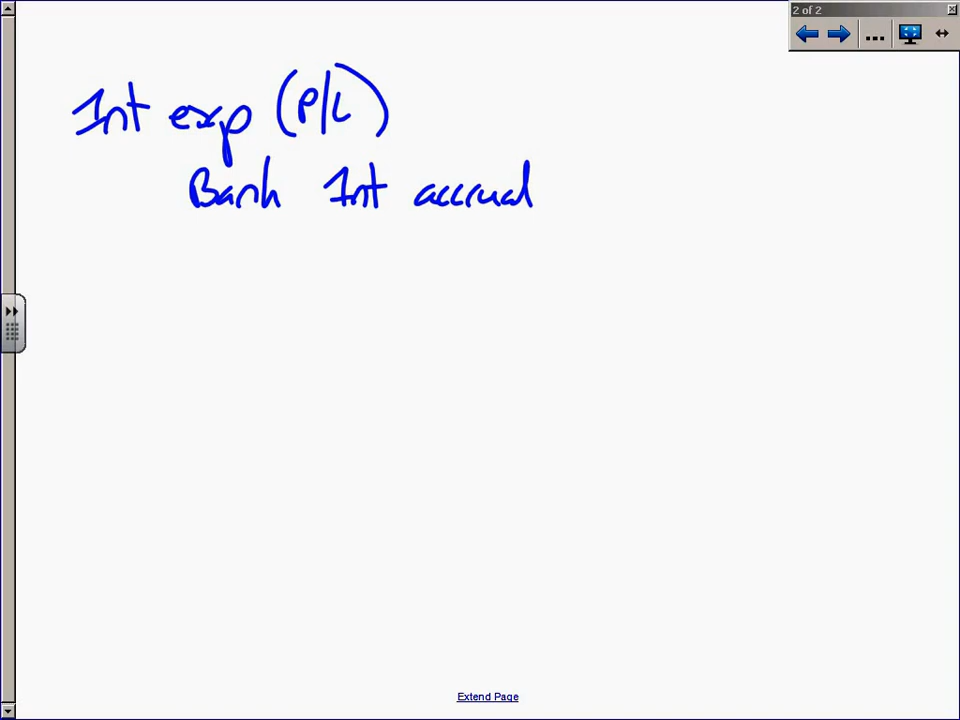 2 of 2
...
Int exp (P/L)
Bank Int accrual
Extend Page